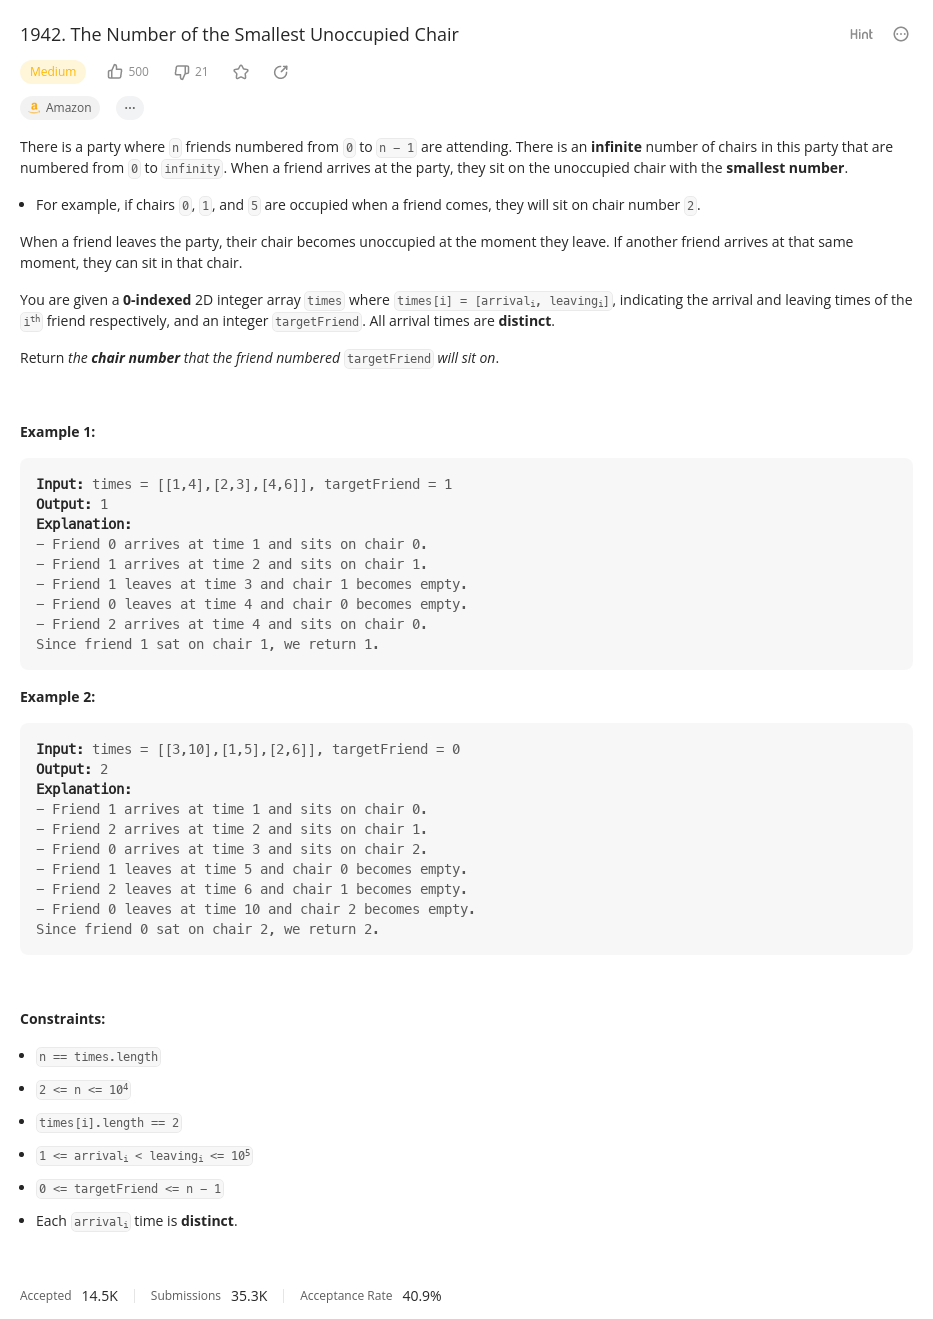 1942. The Number of the Smallest Unoccupied Chair
Hint
Medium 500 21
Amazon ...
There is a party where n friends numbered from 0 to n - 1 are attending. There is an infinite number of chairs in this party that are
numbered from 0 to infinity. When a friend arrives at the party, they sit on the unoccupied chair with the smallest number.
• For example, if chairs 0, 1, and 5 are occupied when a friend comes, they will sit on chair number 2.
When a friend leaves the party, their chair becomes unoccupied at the moment they leave. If another friend arrives at that same
moment, they can sit in that chair.
You are given a 0-indexed 2D integer array times where times[i] = [arrivalᵢ, leavingᵢ], indicating the arrival and leaving times of the
iᵗʰ friend respectively, and an integer targetFriend. All arrival times are distinct.
Return the chair number that the friend numbered targetFriend will sit on.
Example 1:
Input: times = [[1,4],[2,3],[4,6]], targetFriend = 1
Output: 1
Explanation:
- Friend 0 arrives at time 1 and sits on chair 0.
- Friend 1 arrives at time 2 and sits on chair 1.
- Friend 1 leaves at time 3 and chair 1 becomes empty.
- Friend 0 leaves at time 4 and chair 0 becomes empty.
- Friend 2 arrives at time 4 and sits on chair 0.
Since friend 1 sat on chair 1, we return 1.
Example 2:
Input: times = [[3,10],[1,5],[2,6]], targetFriend = 0
Output: 2
Explanation:
- Friend 1 arrives at time 1 and sits on chair 0.
- Friend 2 arrives at time 2 and sits on chair 1.
- Friend 0 arrives at time 3 and sits on chair 2.
- Friend 1 leaves at time 5 and chair 0 becomes empty.
- Friend 2 leaves at time 6 and chair 1 becomes empty.
- Friend 0 leaves at time 10 and chair 2 becomes empty.
Since friend 0 sat on chair 2, we return 2.
Constraints:
• n == times.length
• 2 <= n <= 10⁴
• times[i].length == 2
• 1 <= arrivalᵢ < leavingᵢ <= 10⁵
• 0 <= targetFriend <= n - 1
• Each arrivalᵢ time is distinct.
Accepted 14.5K Submissions 35.3K Acceptance Rate 40.9%